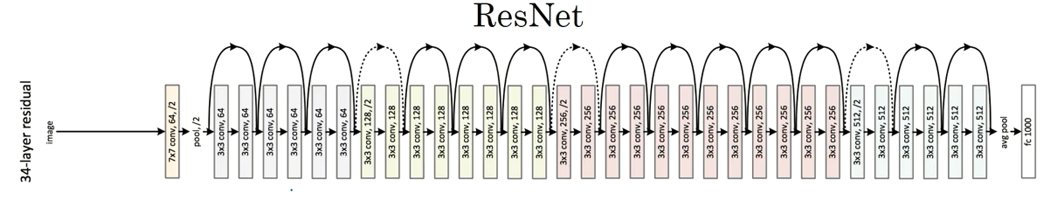 ResNet
34-layer residual
image
7x7 conv, 64, /2
pool, /2
3x3 conv, 64
3x3 conv, 64
3x3 conv, 64
3x3 conv, 64
3x3 conv, 64
3x3 conv, 64
3x3 conv, 128, /2
3x3 conv, 128
3x3 conv, 128
3x3 conv, 128
3x3 conv, 128
3x3 conv, 128
3x3 conv, 128
3x3 conv, 128
3x3 conv, 256, /2
3x3 conv, 256
3x3 conv, 256
3x3 conv, 256
3x3 conv, 256
3x3 conv, 256
3x3 conv, 256
3x3 conv, 256
3x3 conv, 256
3x3 conv, 256
3x3 conv, 256
3x3 conv, 256
3x3 conv, 512, /2
3x3 conv, 512
3x3 conv, 512
3x3 conv, 512
3x3 conv, 512
3x3 conv, 512
avg pool
fc 1000